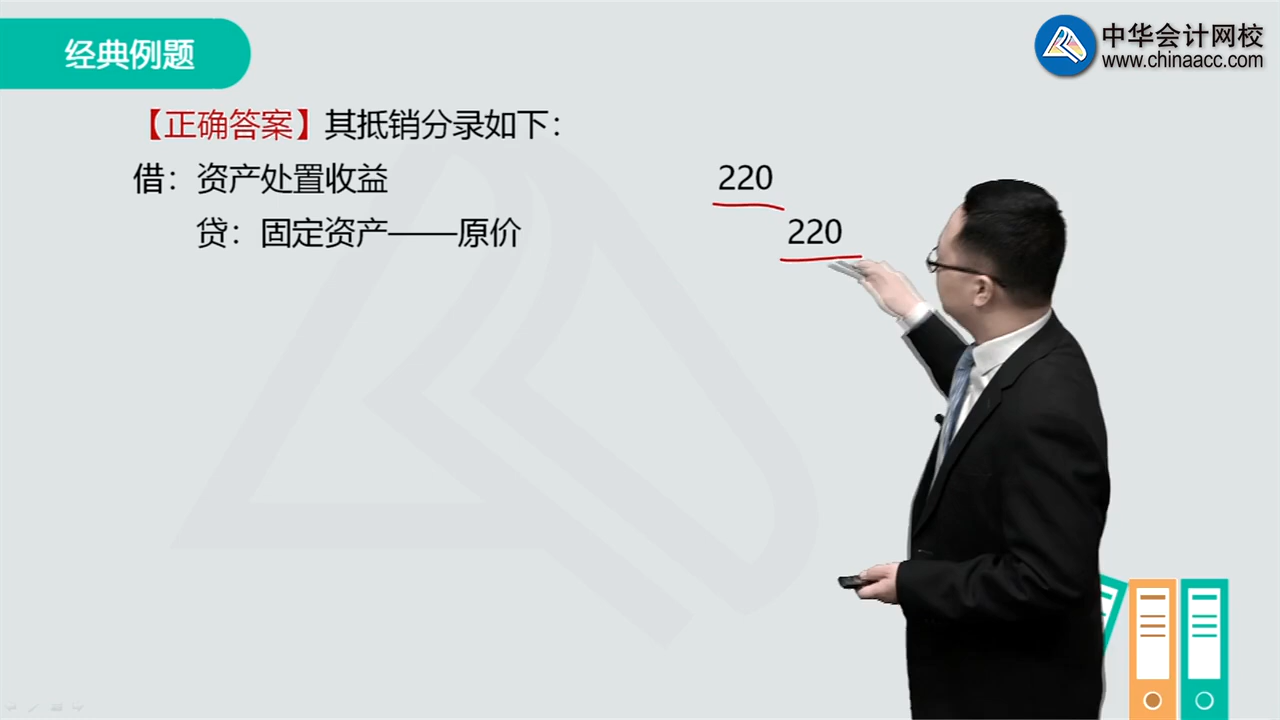 经典例题
中华会计网校
www.chinaacc.com
【正确答案】其抵销分录如下：
借：资产处置收益 220
贷：固定资产——原价 220